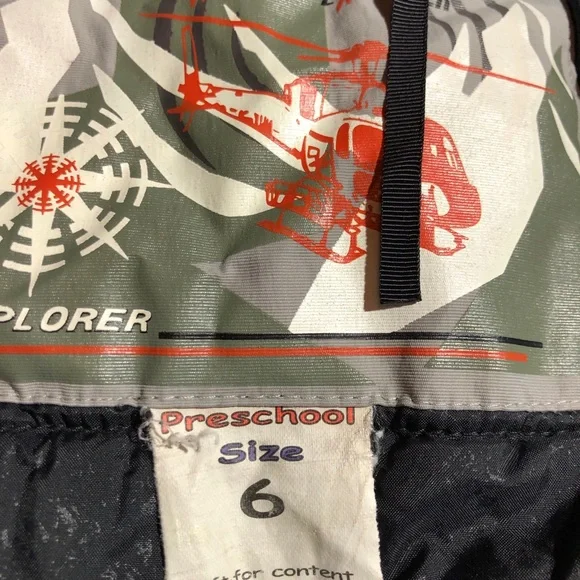 PLORER
Preschool
Size
6
for content